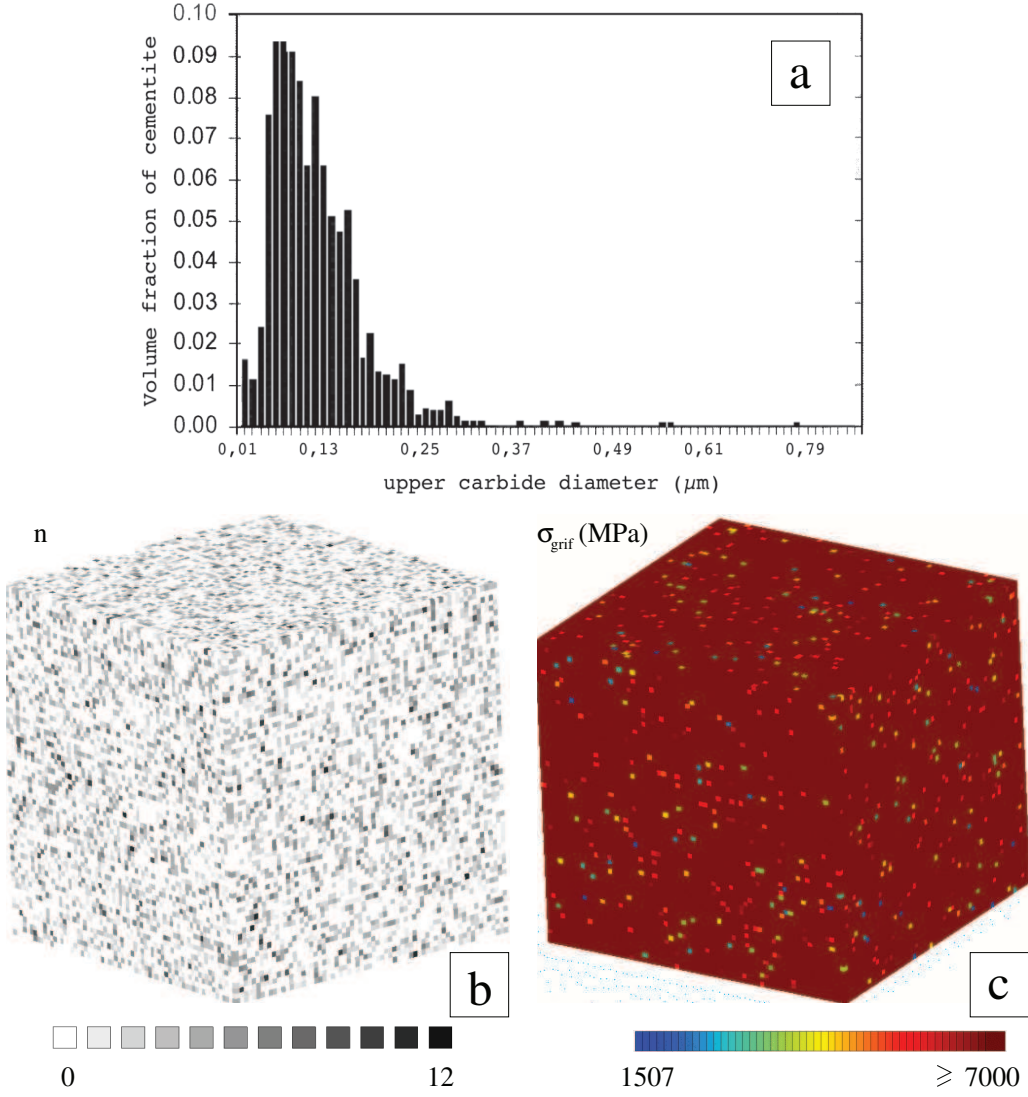 0.10
0.09
0.08
0.07
0.06
0.05
0.04
0.03
0.02
0.01
0.00
Volume fraction of cementite
a
0,01 0,13 0,25 0,37 0,49 0,61 0,79
upper carbide diameter (µm)
n
b
0 12
σgrif (MPa)
c
1507 ⩾ 7000